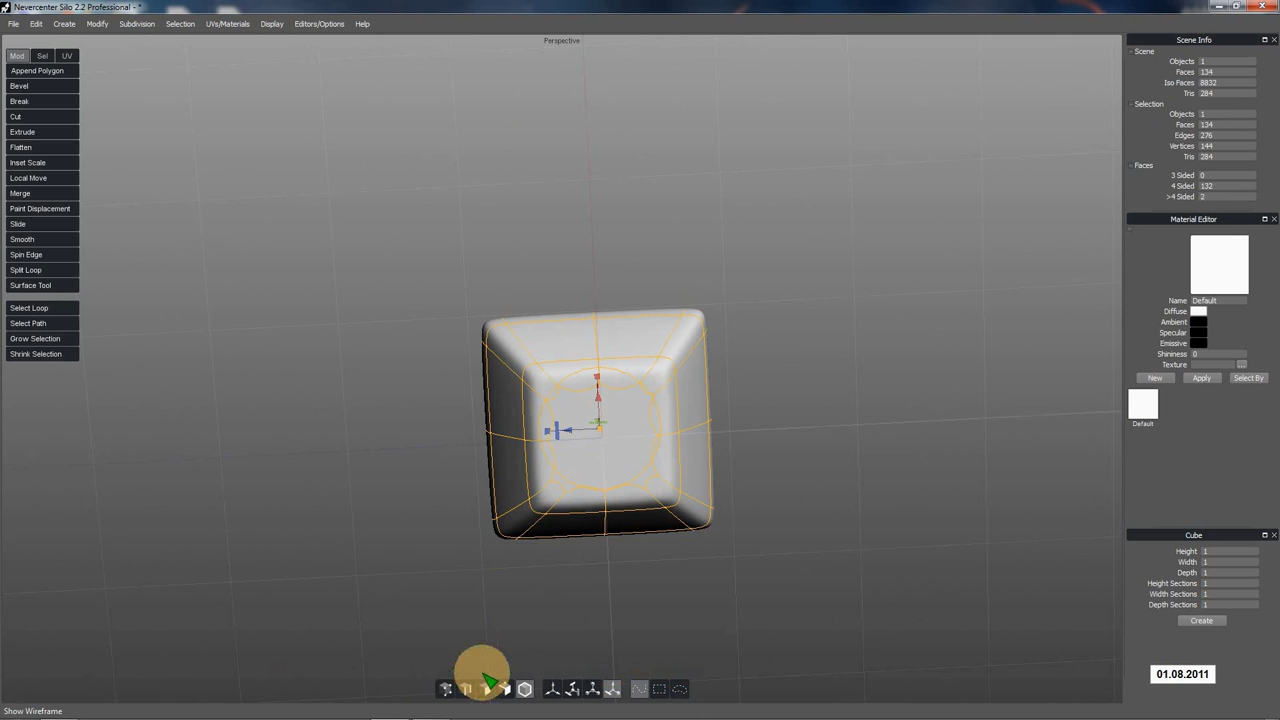 Nevercenter Silo 2.2 Professional - *
File Edit Create Modify Subdivision Selection UVs/Materials Display Editors/Options Help
Perspective
Mod Sel UV
Append Polygon
Bevel
Break
Cut
Extrude
Flatten
Inset Scale
Local Move
Merge
Paint Displacement
Slide
Smooth
Spin Edge
Split Loop
Surface Tool
Select Loop
Select Path
Grow Selection
Shrink Selection
Scene Info
Scene
Objects 1
Faces 134
Iso Faces 8832
Tris 284
Selection
Objects 1
Faces 134
Edges 276
Vertices 144
Tris 284
Faces
3 Sided 0
4 Sided 132
>4 Sided 2
Material Editor
Name Default
Diffuse
Ambient
Specular
Emissive
Shininess 0
Texture ...
New Apply Select By
Default
Cube
Height 1
Width 1
Depth 1
Height Sections 1
Width Sections 1
Depth Sections 1
Create
01.08.2011
Show Wireframe